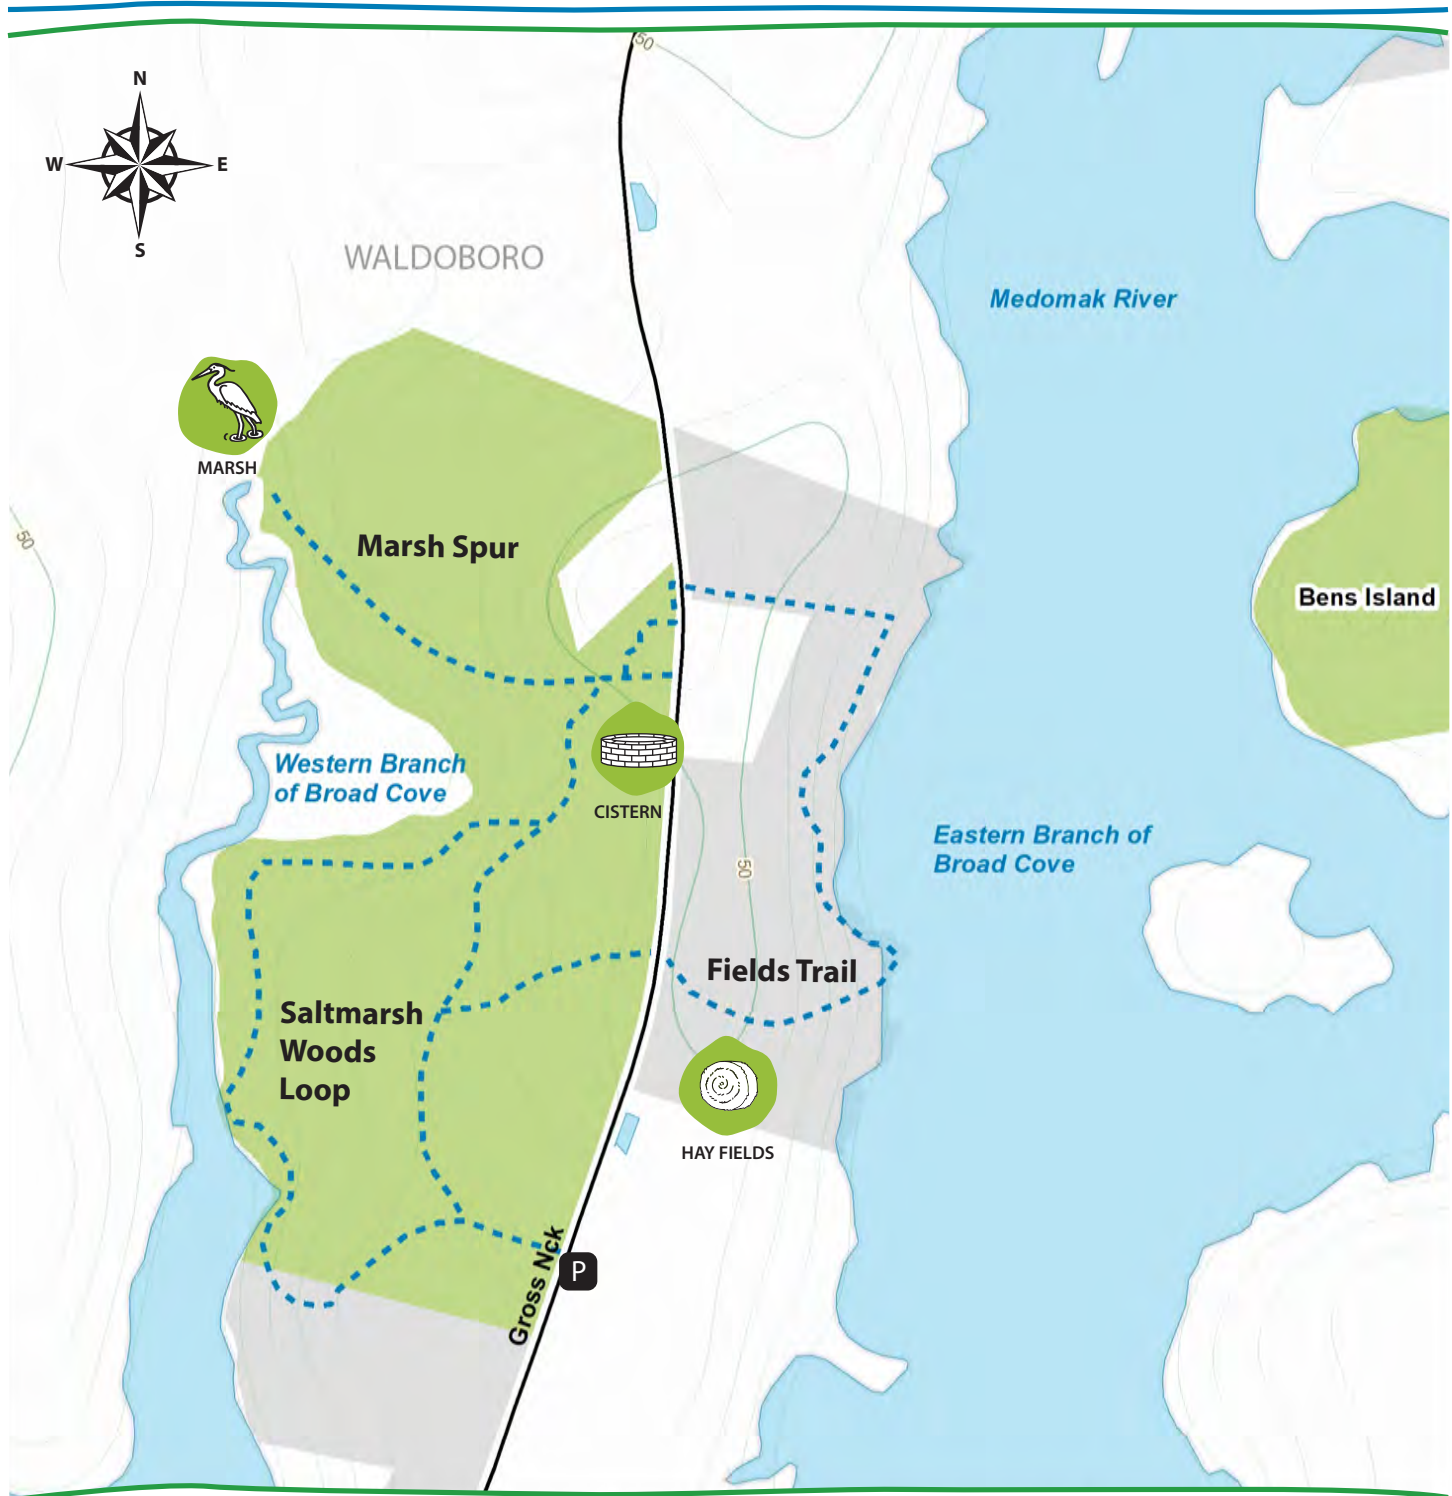 50
N
W
E
S
WALDOBORO
Medomak River
MARSH
50
Marsh Spur
Bens Island
Western Branch
of Broad Cove
CISTERN
Eastern Branch of
Broad Cove
50
Fields Trail
Saltmarsh
Woods
Loop
HAY FIELDS
Gross Nck
P